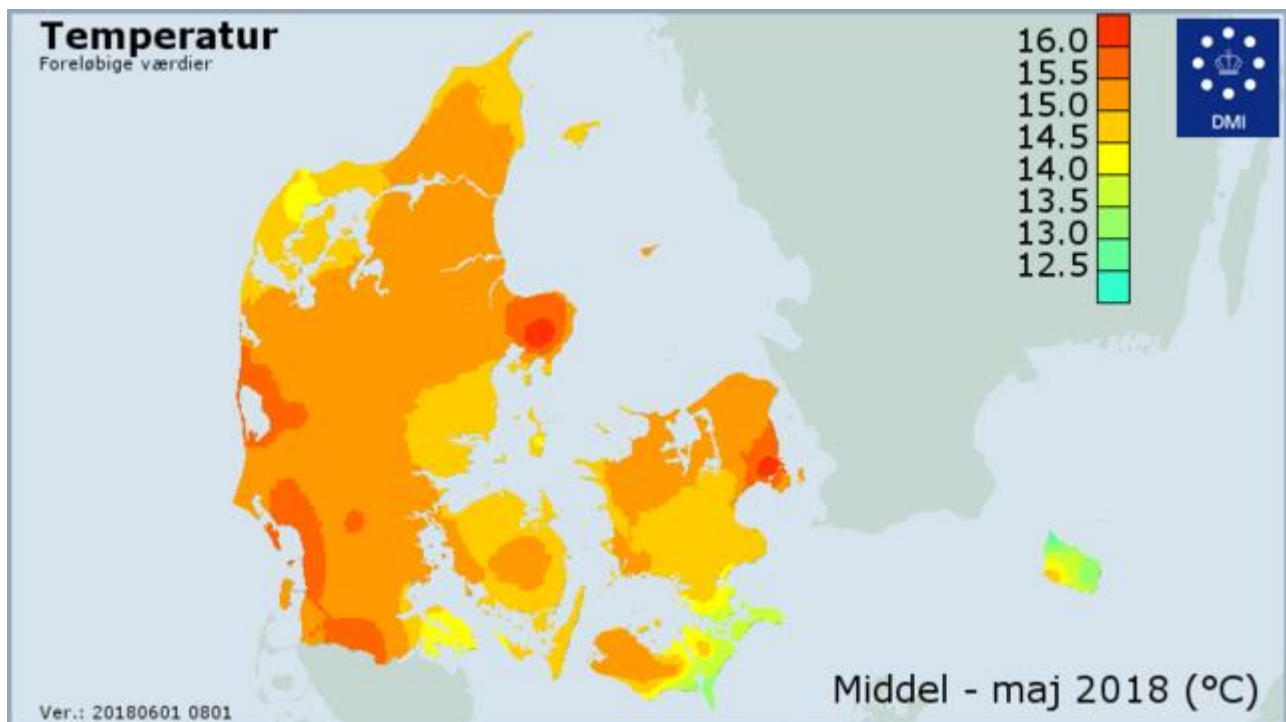 Temperatur
Foreløbige værdier
16.0
15.5
15.0
14.5
14.0
13.5
13.0
12.5
DMI
Middel - maj 2018 (°C)
Ver.: 20180601 0801